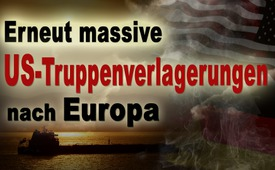 Erneut massive
US-Truppenverlagerungen
nach Europa